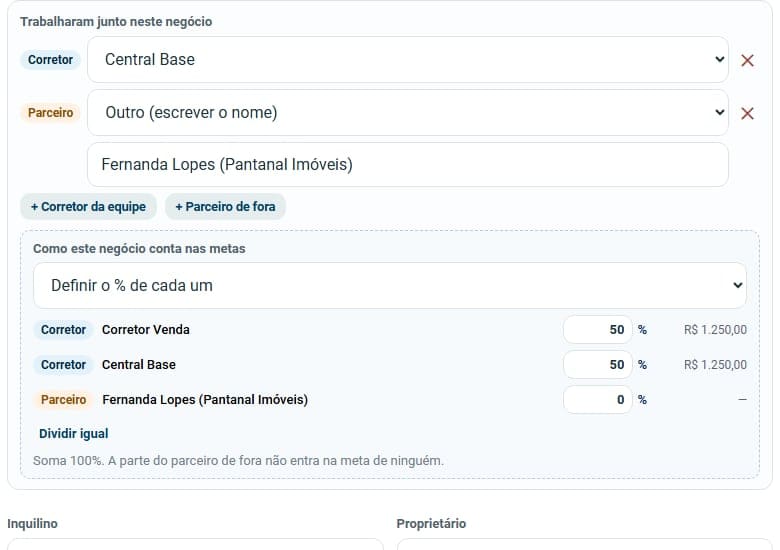 Trabalharam junto neste negócio
Corretor Central Base
Parceiro Outro (escrever o nome)
Fernanda Lopes (Pantanal Imóveis)
+ Corretor da equipe + Parceiro de fora
Como este negócio conta nas metas
Definir o % de cada um
Corretor Corretor Venda 50 % R$ 1.250,00
Corretor Central Base 50 % R$ 1.250,00
Parceiro Fernanda Lopes (Pantanal Imóveis) 0 % —
Dividir igual
Soma 100%. A parte do parceiro de fora não entra na meta de ninguém.
Inquilino Proprietário